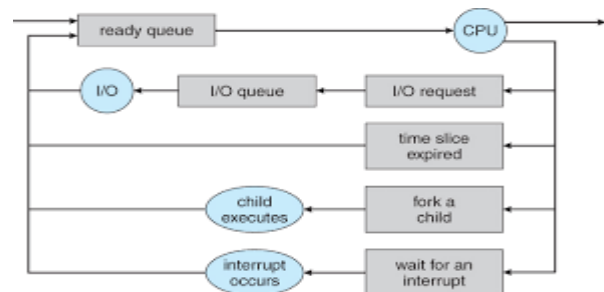 ready queue
CPU
I/O
I/O queue
I/O request
time slice
expired
child
executes
fork a
child
interrupt
occurs
wait for an
interrupt